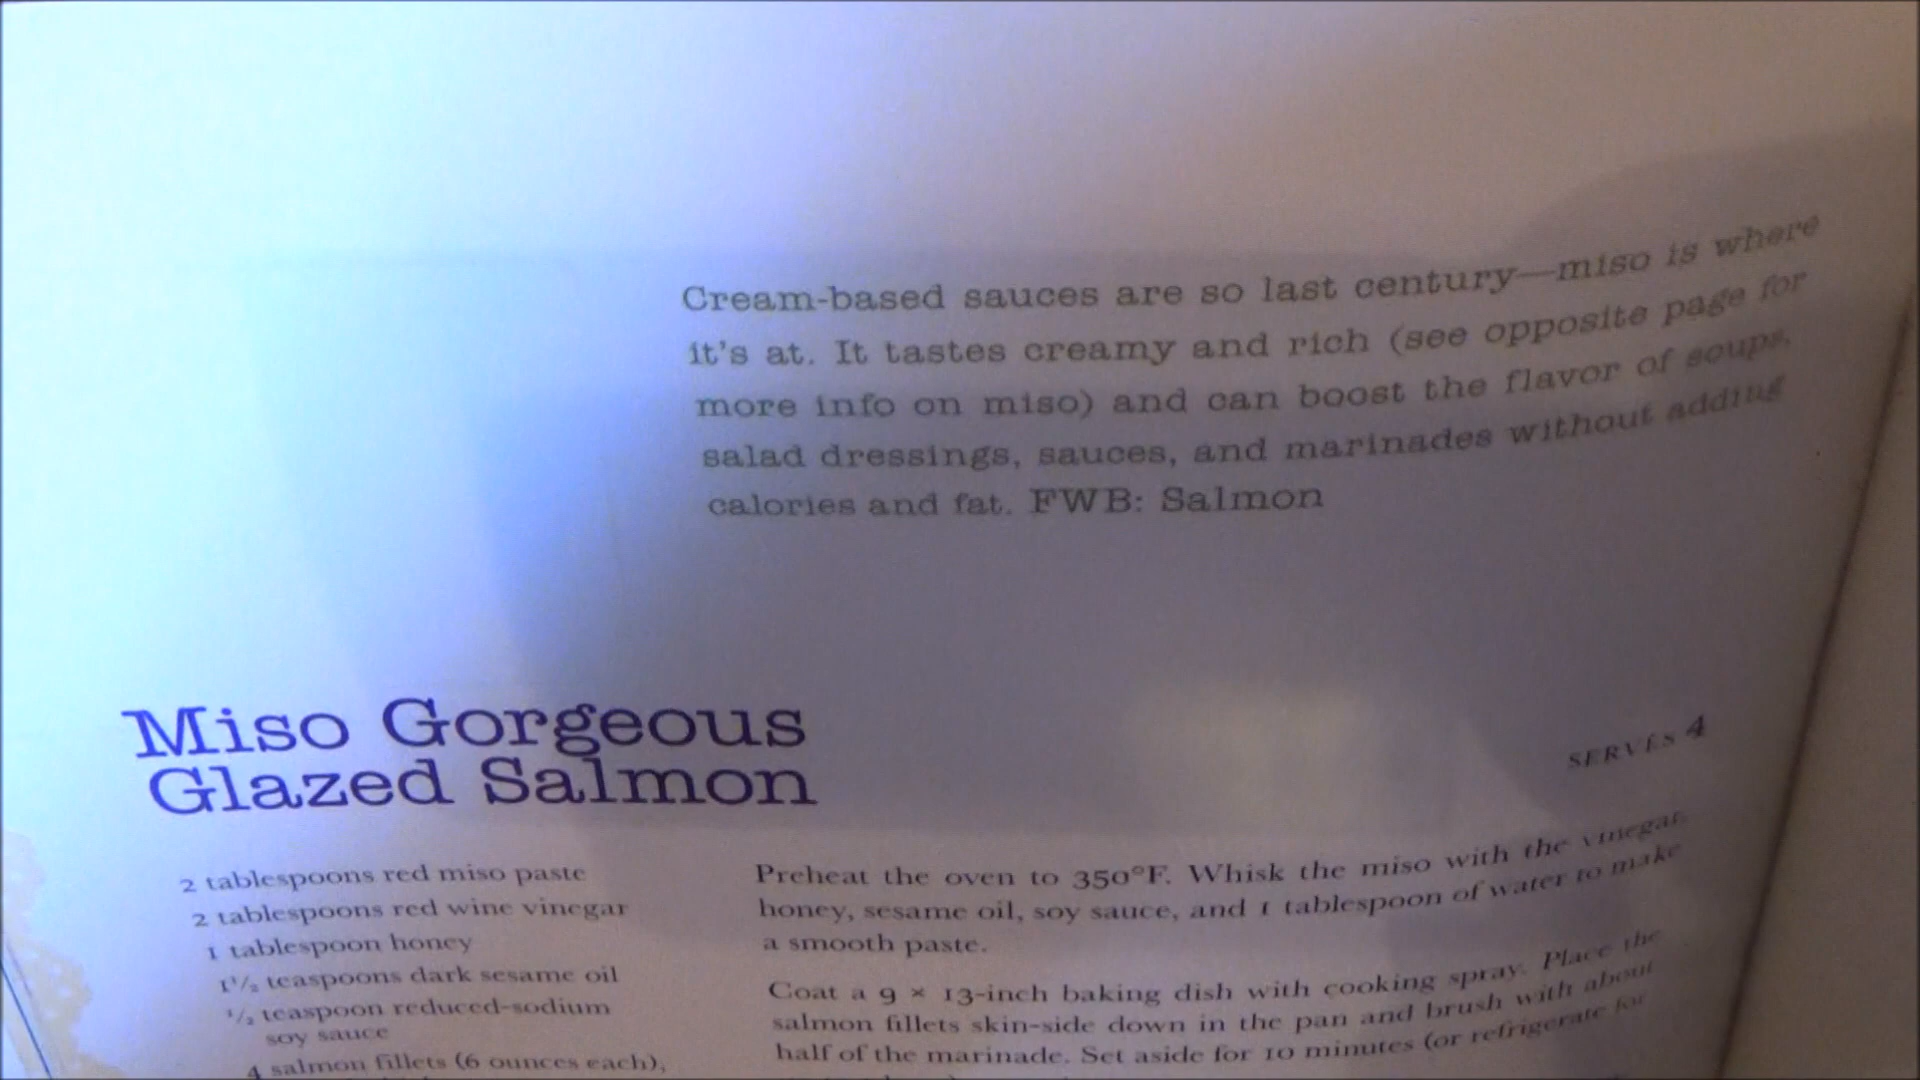 Cream-based sauces are so last century—miso is where
it's at. It tastes creamy and rich (see opposite page for
more info on miso) and can boost the flavor of soups,
salad dressings, sauces, and marinades without adding
calories and fat. FWB: Salmon
Miso Gorgeous
Glazed Salmon
SERVES 4
2 tablespoons red miso paste
2 tablespoons red wine vinegar
1 tablespoon honey
1½ teaspoons dark sesame oil
½ teaspoon reduced-sodium
soy sauce
4 salmon fillets (6 ounces each),
Preheat the oven to 350°F. Whisk the miso with the vinegar,
honey, sesame oil, soy sauce, and 1 tablespoon of water to make
a smooth paste.
Coat a 9 × 13-inch baking dish with cooking spray. Place the
salmon fillets skin-side down in the pan and brush with about
half of the marinade. Set aside for 10 minutes (or refrigerate for